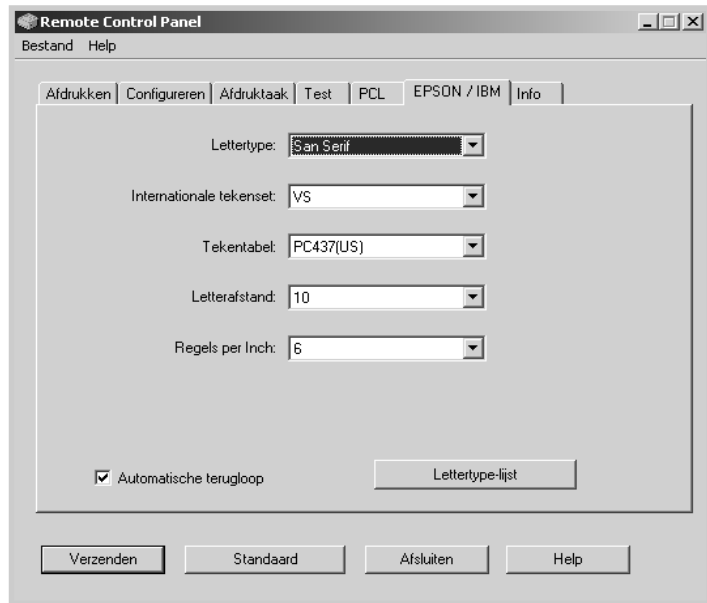 Remote Control Panel
Bestand Help
Afdrukken Configureren Afdruktaak Test PCL EPSON / IBM Info
Lettertype: San Serif
Internationale tekenset: VS
Tekentabel: PC437(US)
Letterafstand: 10
Regels per Inch: 6
Automatische terugloop Lettertype-lijst
Verzenden Standaard Afsluiten Help